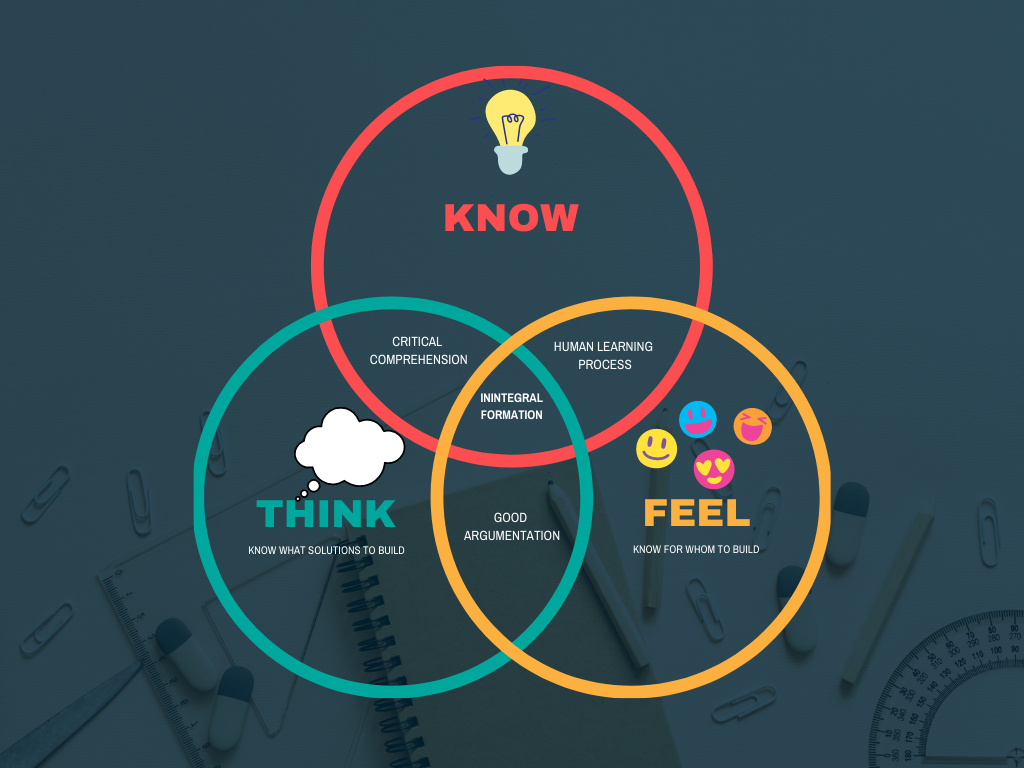 KNOW
CRITICAL
COMPREHENSION
HUMAN LEARNING
PROCESS
ININTEGRAL
FORMATION
THINK
KNOW WHAT SOLUTIONS TO BUILD
GOOD
ARGUMENTATION
FEEL
KNOW FOR WHOM TO BUILD